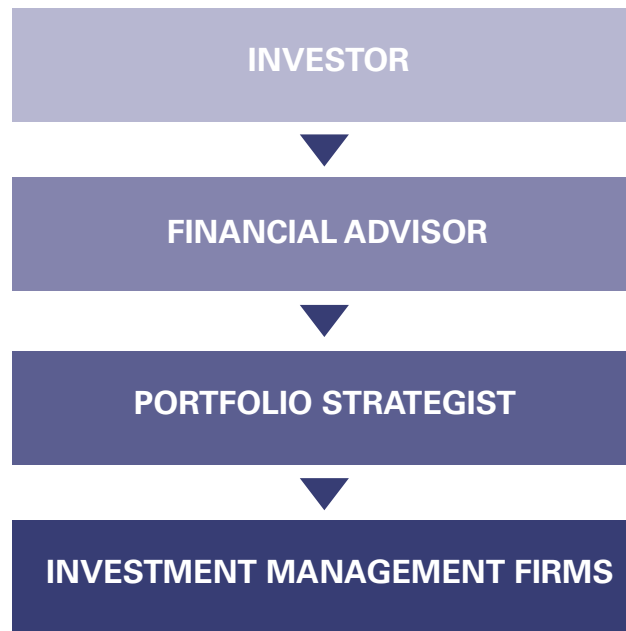 INVESTOR
FINANCIAL ADVISOR
PORTFOLIO STRATEGIST
INVESTMENT MANAGEMENT FIRMS